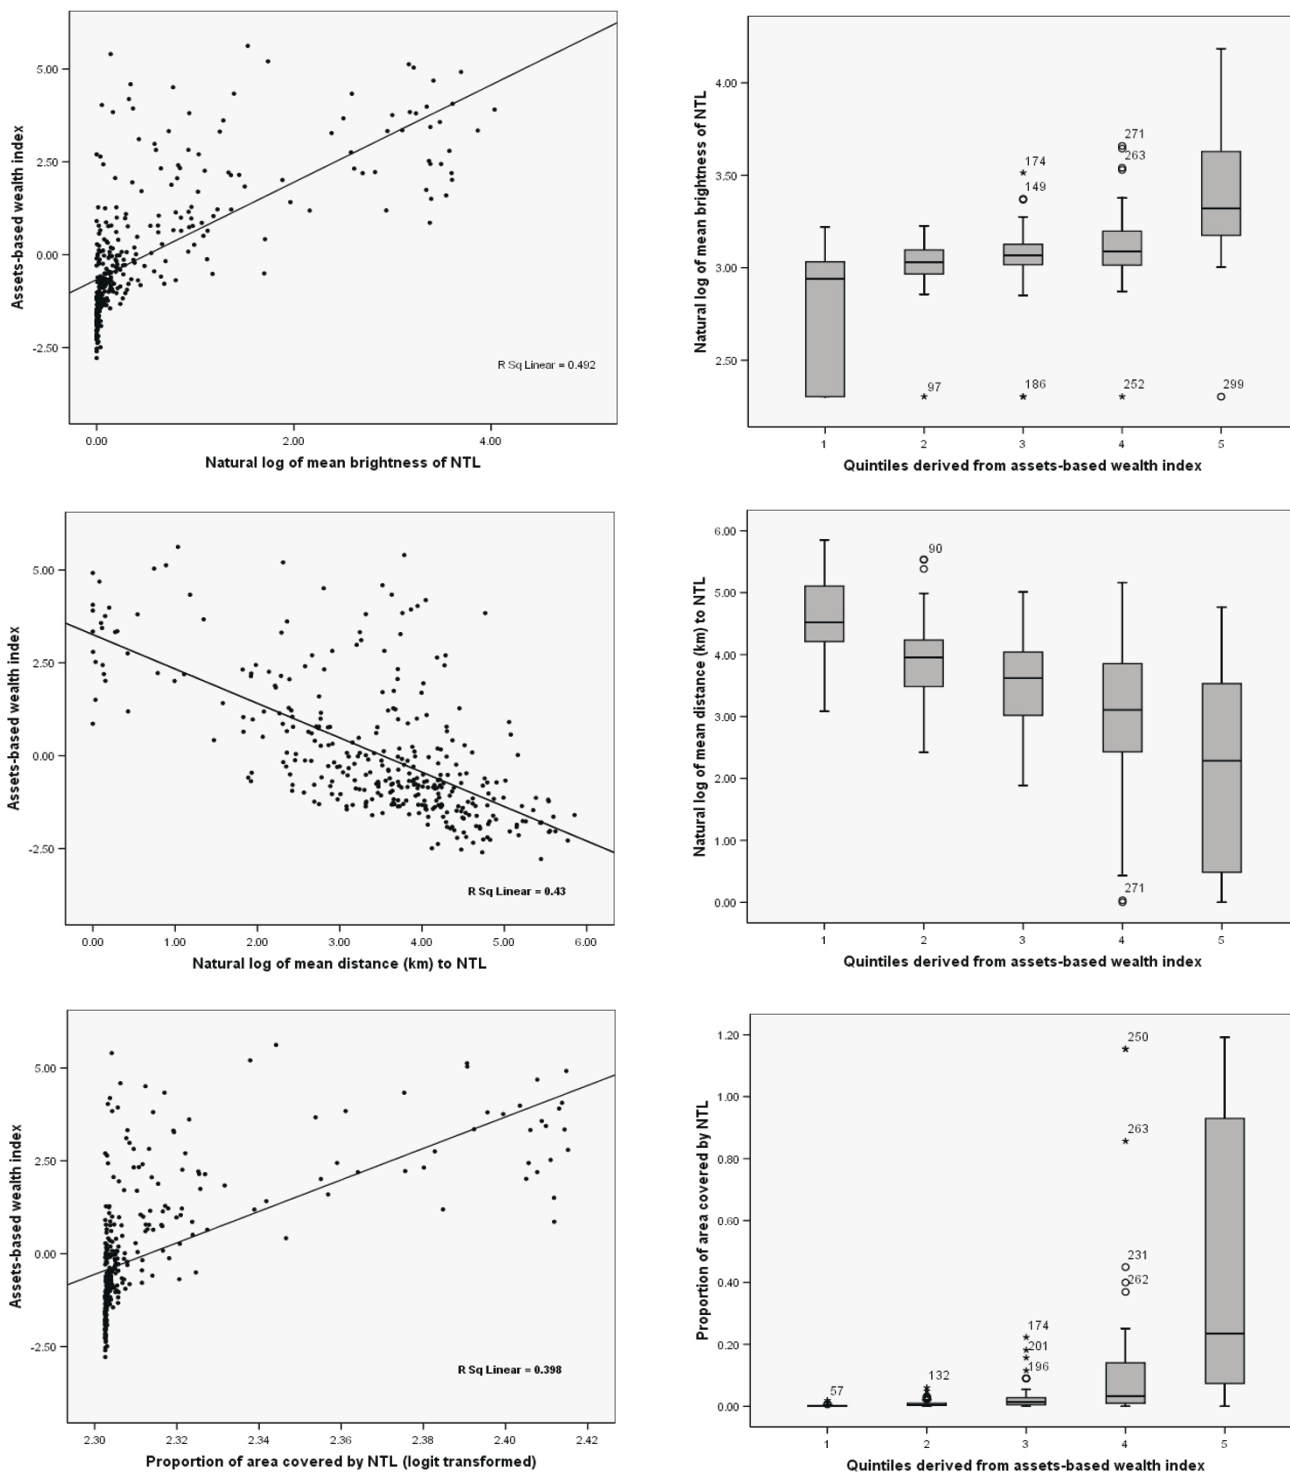 5.00
2.50
0.00
-2.50
Assets-based wealth index
R Sq Linear = 0.492
0.00 2.00 4.00
Natural log of mean brightness of NTL
4.00
3.50
3.00
2.50
Natural log of mean brightness of NTL
271
263
174
149
97
186
252
299
1 2 3 4 5
Quintiles derived from assets-based wealth index
5.00
2.50
0.00
-2.50
Assets-based wealth index
R Sq Linear = 0.43
0.00 1.00 2.00 3.00 4.00 5.00 6.00
Natural log of mean distance (km) to NTL
6.00
5.00
4.00
3.00
2.00
1.00
0.00
Natural log of mean distance (km) to NTL
90
271
1 2 3 4 5
Quintiles derived from assets-based wealth index
5.00
2.50
0.00
-2.50
Assets-based wealth index
R Sq Linear = 0.398
2.30 2.32 2.34 2.36 2.38 2.40 2.42
Proportion of area covered by NTL (logit transformed)
1.20
1.00
0.80
0.60
0.40
0.20
0.00
Proportion of area covered by NTL
250
263
231
262
174
201
196
132
57
1 2 3 4 5
Quintiles derived from assets-based wealth index